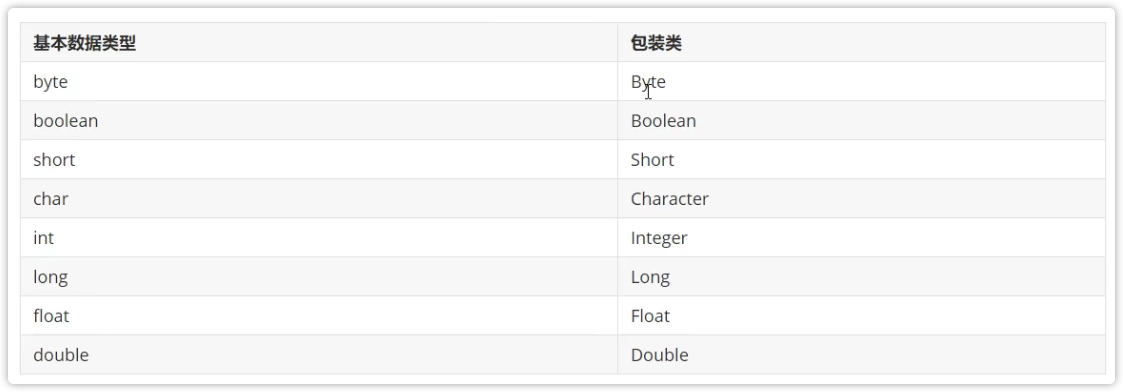 基本数据类型 包装类
byte Byte
boolean Boolean
short Short
char Character
int Integer
long Long
float Float
double Double